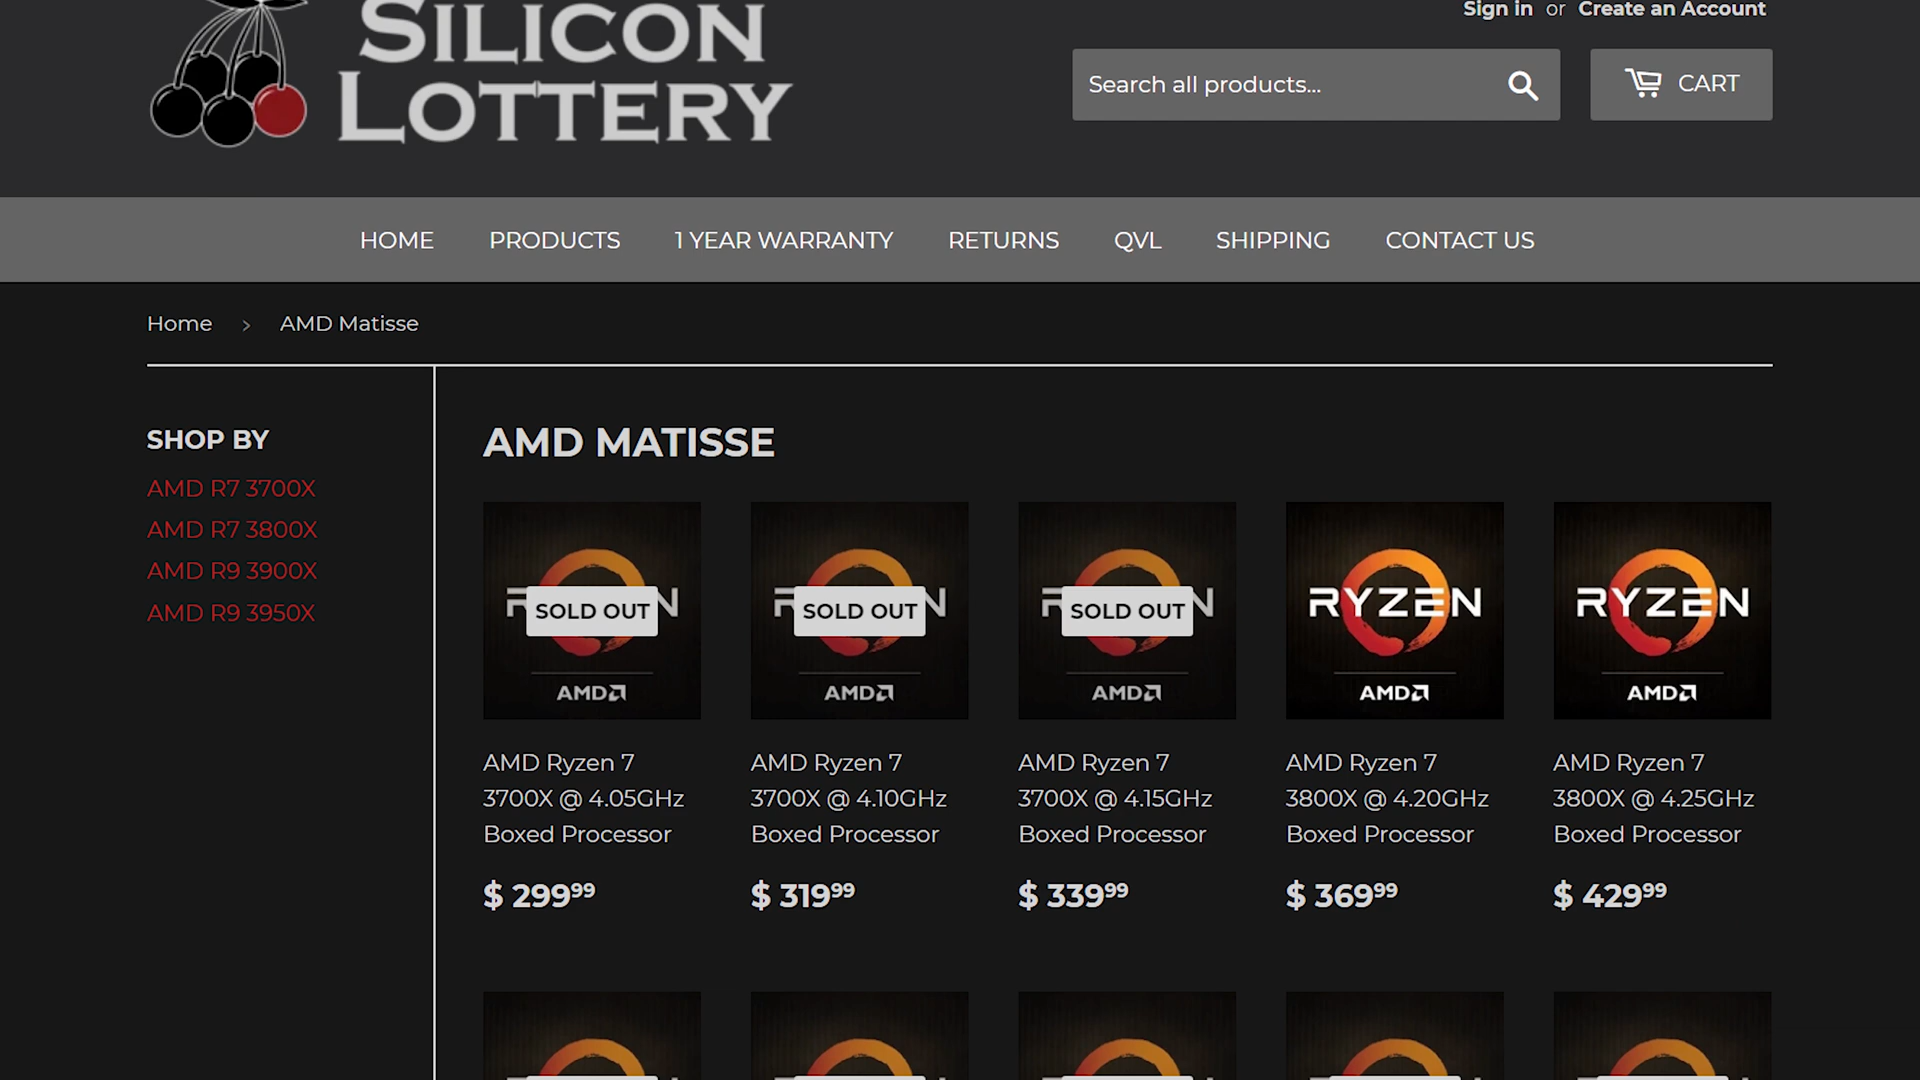 Sign in or Create an Account
SILICON
LOTTERY
Search all products...
CART
HOME PRODUCTS 1 YEAR WARRANTY RETURNS QVL SHIPPING CONTACT US
Home › AMD Matisse
SHOP BY
AMD R7 3700X
AMD R7 3800X
AMD R9 3900X
AMD R9 3950X
AMD MATISSE
SOLD OUT
AMD
AMD Ryzen 7
3700X @ 4.05GHz
Boxed Processor
$ 299.99
SOLD OUT
AMD
AMD Ryzen 7
3700X @ 4.10GHz
Boxed Processor
$ 319.99
SOLD OUT
AMD
AMD Ryzen 7
3700X @ 4.15GHz
Boxed Processor
$ 339.99
RYZEN
AMD
AMD Ryzen 7
3800X @ 4.20GHz
Boxed Processor
$ 369.99
RYZEN
AMD
AMD Ryzen 7
3800X @ 4.25GHz
Boxed Processor
$ 429.99